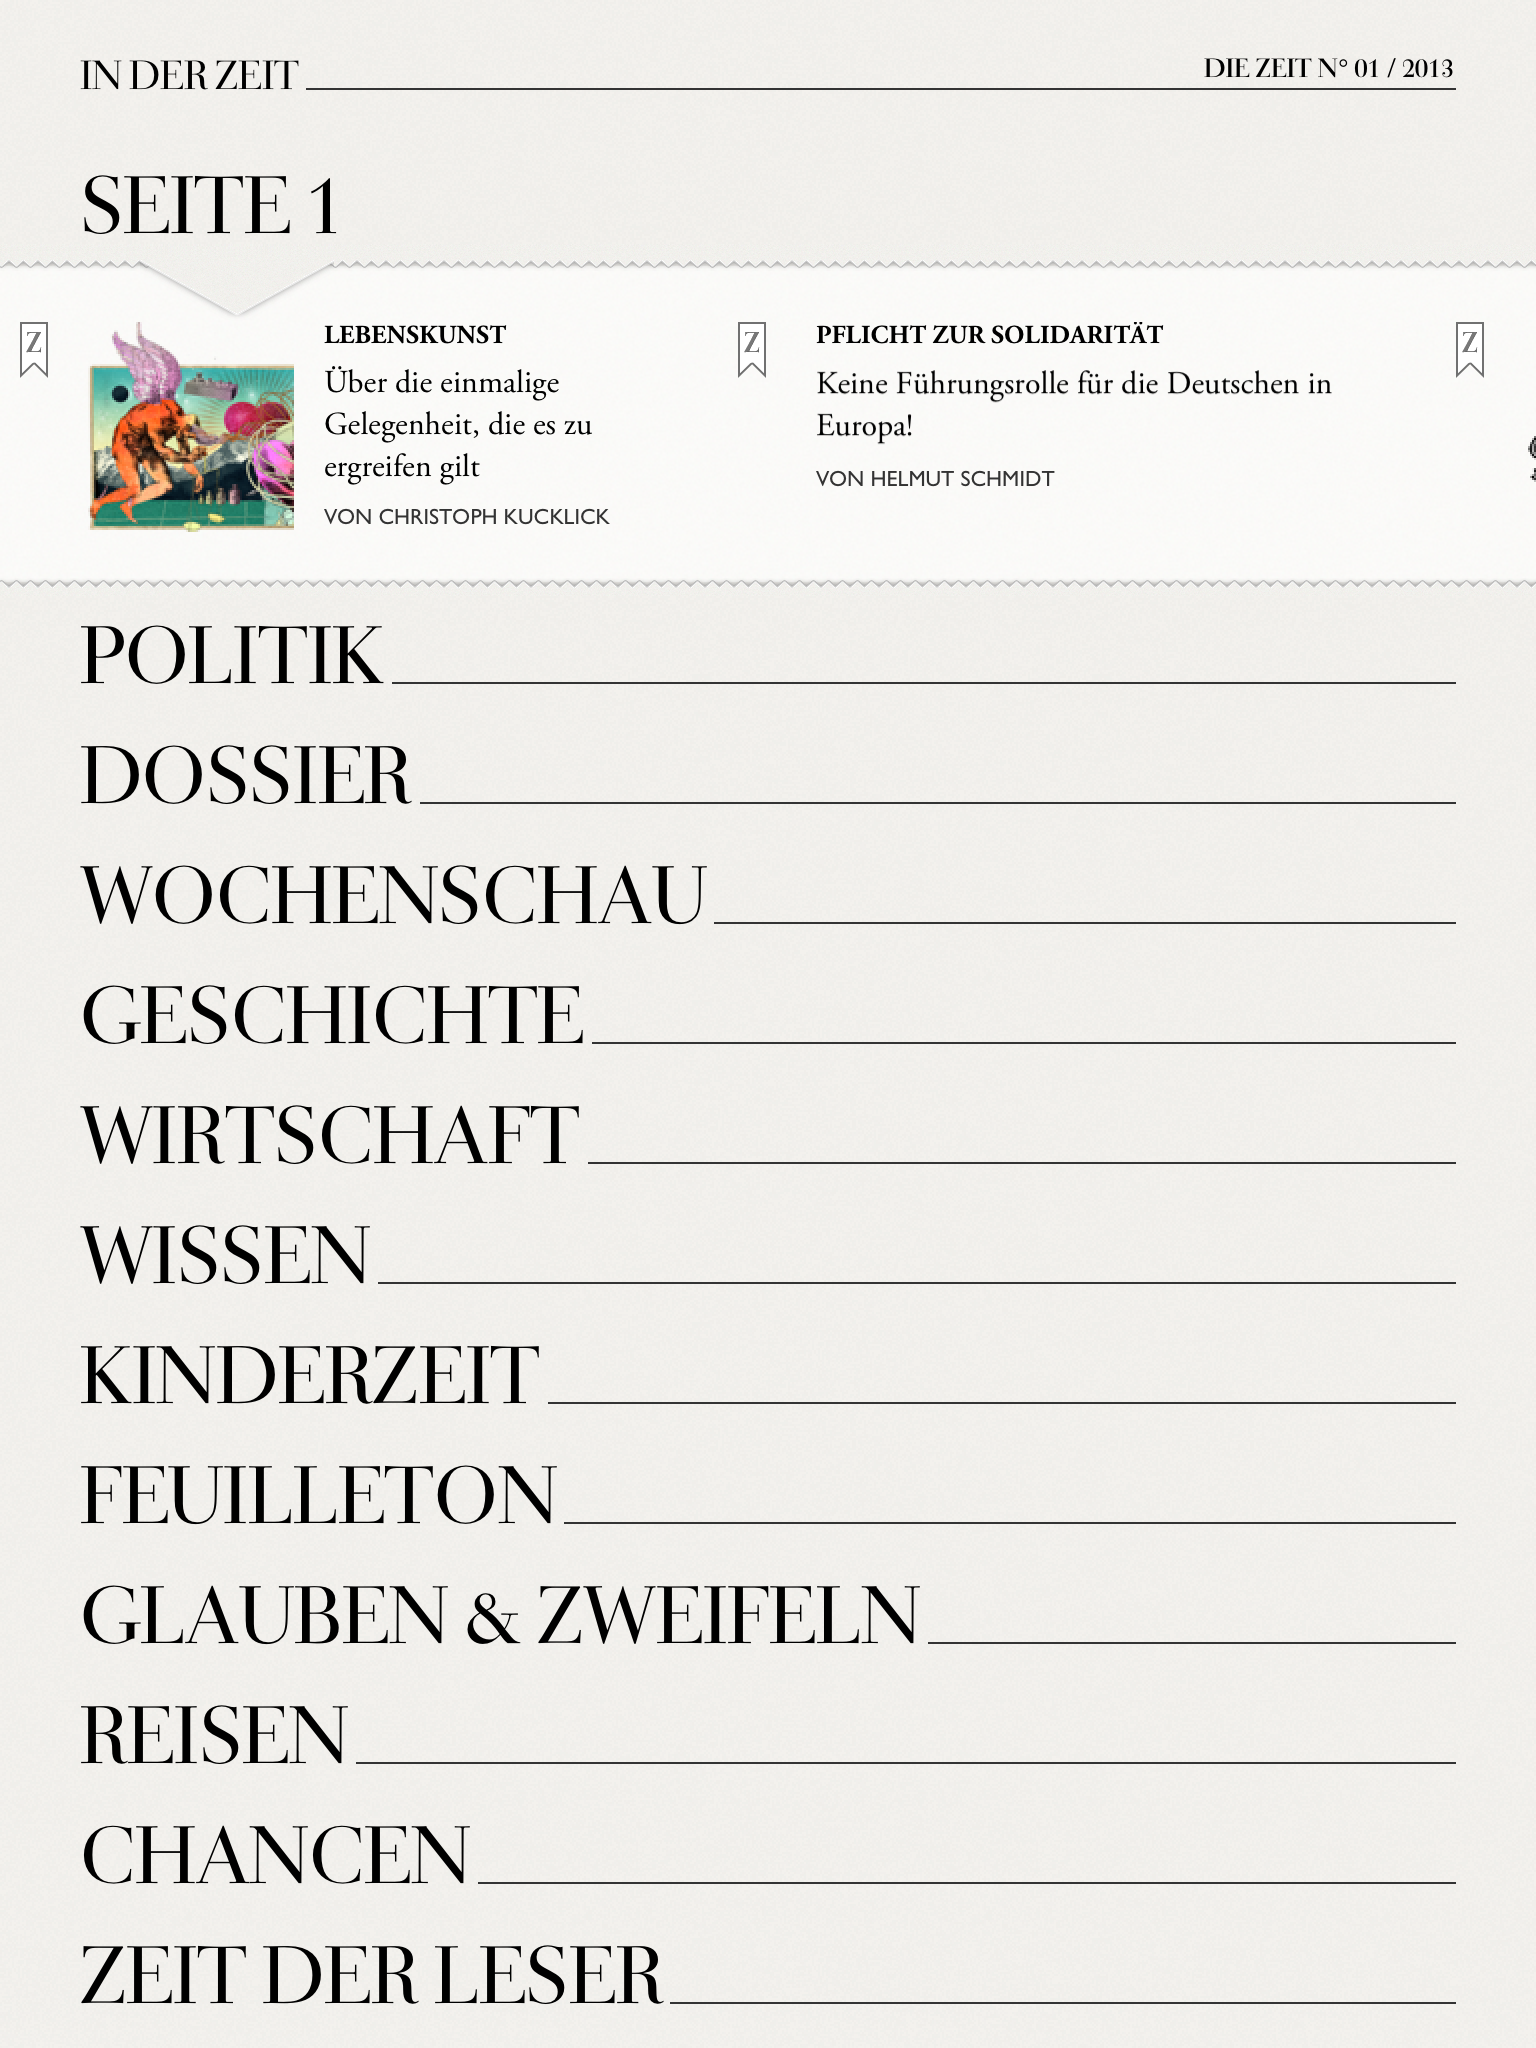 IN DER ZEIT
DIE ZEIT N° 01 / 2013
SEITE 1
Z
LEBENSKUNST
Über die einmalige
Gelegenheit, die es zu
ergreifen gilt
VON CHRISTOPH KUCKLICK
Z
PFLICHT ZUR SOLIDARITÄT
Keine Führungsrolle für die Deutschen in
Europa!
VON HELMUT SCHMIDT
Z
POLITIK
DOSSIER
WOCHENSCHAU
GESCHICHTE
WIRTSCHAFT
WISSEN
KINDERZEIT
FEUILLETON
GLAUBEN & ZWEIFELN
REISEN
CHANCEN
ZEIT DER LESER